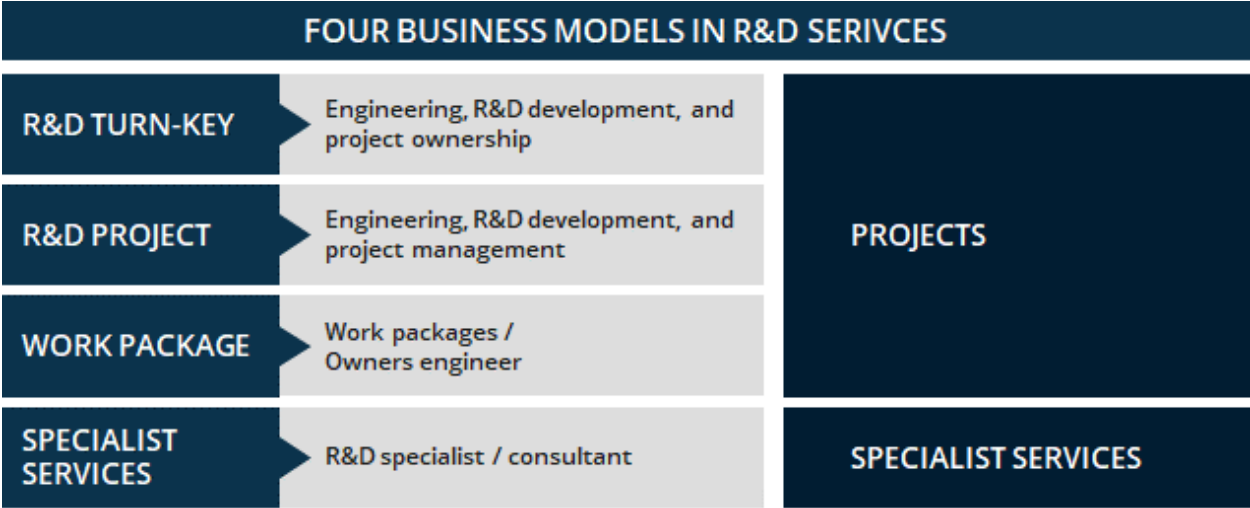 FOUR BUSINESS MODELS IN R&D SERIVCES
R&D TURN-KEY
Engineering, R&D development, and
project ownership
R&D PROJECT
Engineering, R&D development, and
project management
PROJECTS
WORK PACKAGE
Work packages /
Owners engineer
SPECIALIST
SERVICES
R&D specialist / consultant
SPECIALIST SERVICES